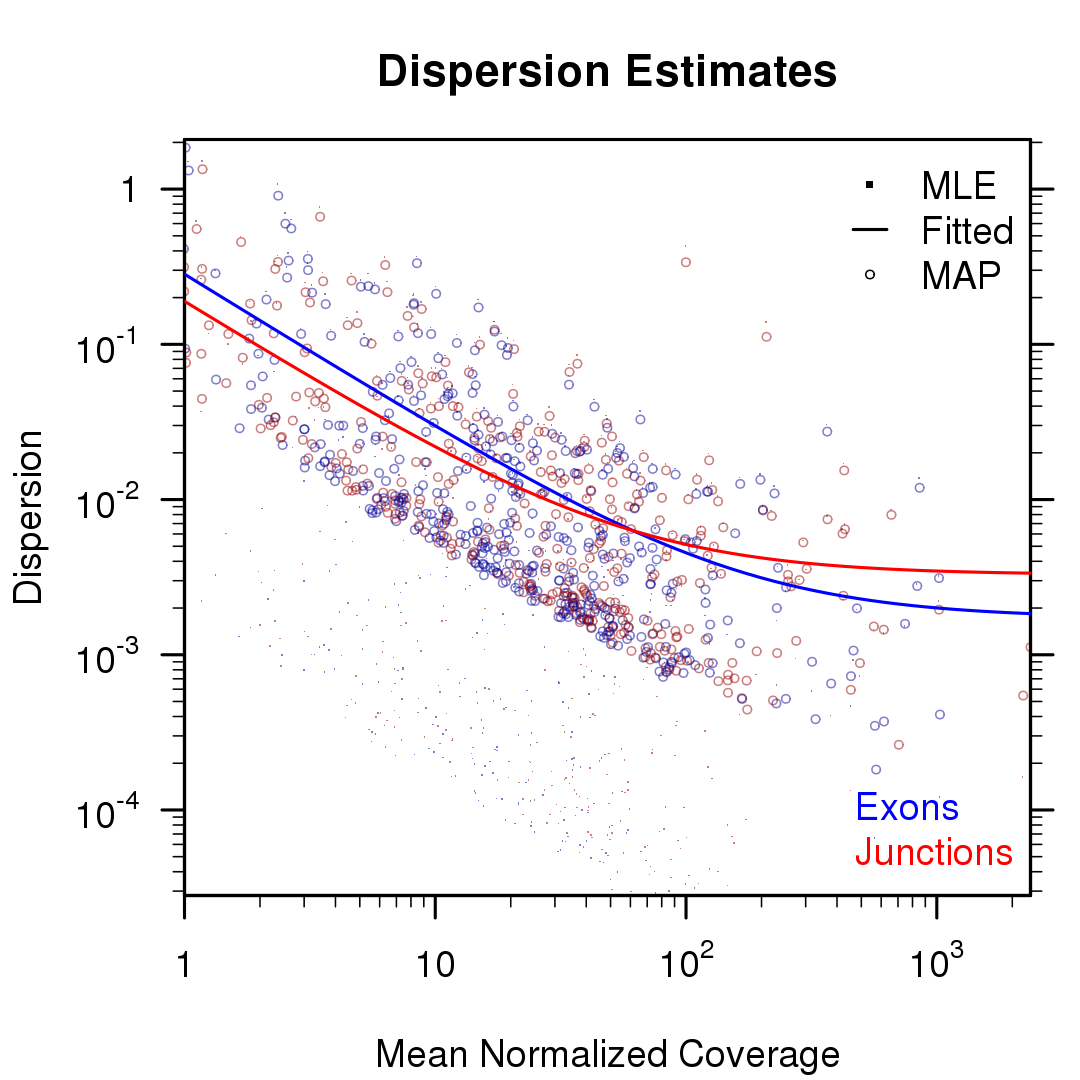 Dispersion Estimates
MLE
Fitted
MAP
1
10^-1
10^-2
10^-3
10^-4
Dispersion
Exons
Junctions
1 10 10^2 10^3
Mean Normalized Coverage